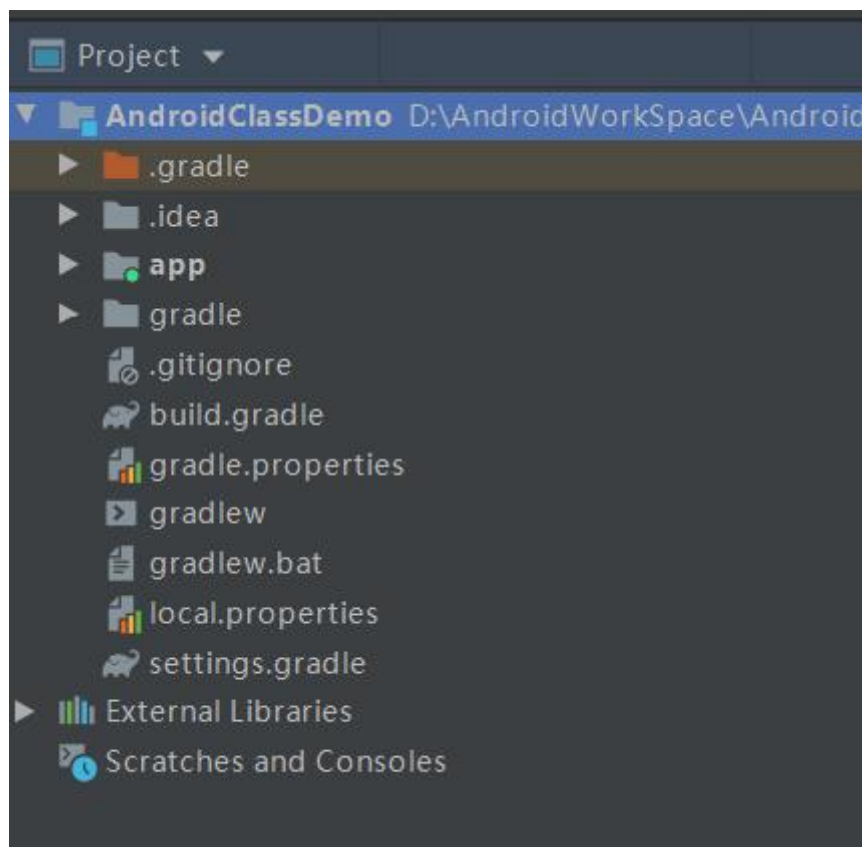 Project
AndroidClassDemo D:\AndroidWorkSpace\Android
.gradle
.idea
app
gradle
.gitignore
build.gradle
gradle.properties
gradlew
gradlew.bat
local.properties
settings.gradle
External Libraries
Scratches and Consoles